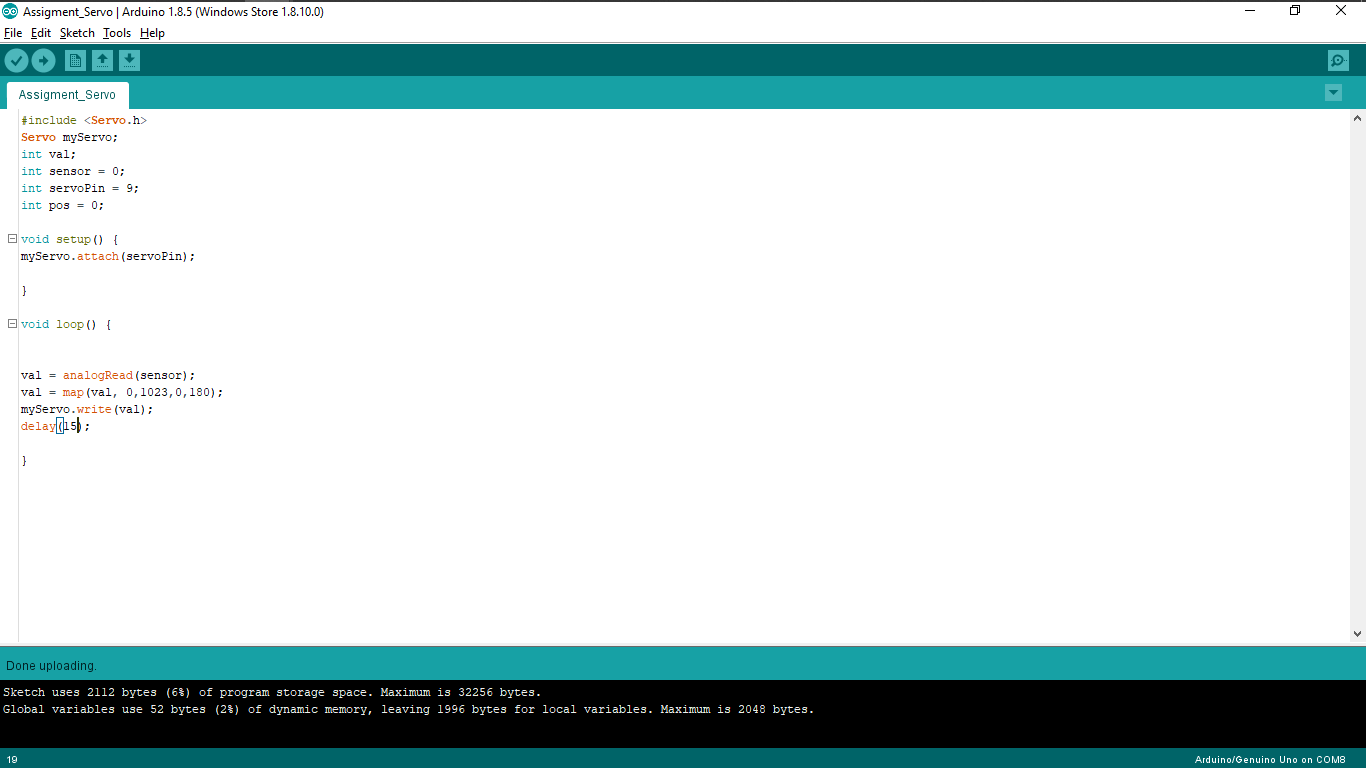 Assigment_Servo | Arduino 1.8.5 (Windows Store 1.8.10.0)
File Edit Sketch Tools Help
Assigment_Servo
#include <Servo.h>
Servo myServo;
int val;
int sensor = 0;
int servoPin = 9;
int pos = 0;
void setup() {
myServo.attach(servoPin);
}
void loop() {
val = analogRead(sensor);
val = map(val, 0,1023,0,180);
myServo.write(val);
delay(15);
}
Done uploading.
Sketch uses 2112 bytes (6%) of program storage space. Maximum is 32256 bytes.
Global variables use 52 bytes (2%) of dynamic memory, leaving 1996 bytes for local variables. Maximum is 2048 bytes.
19 Arduino/Genuino Uno on COM8